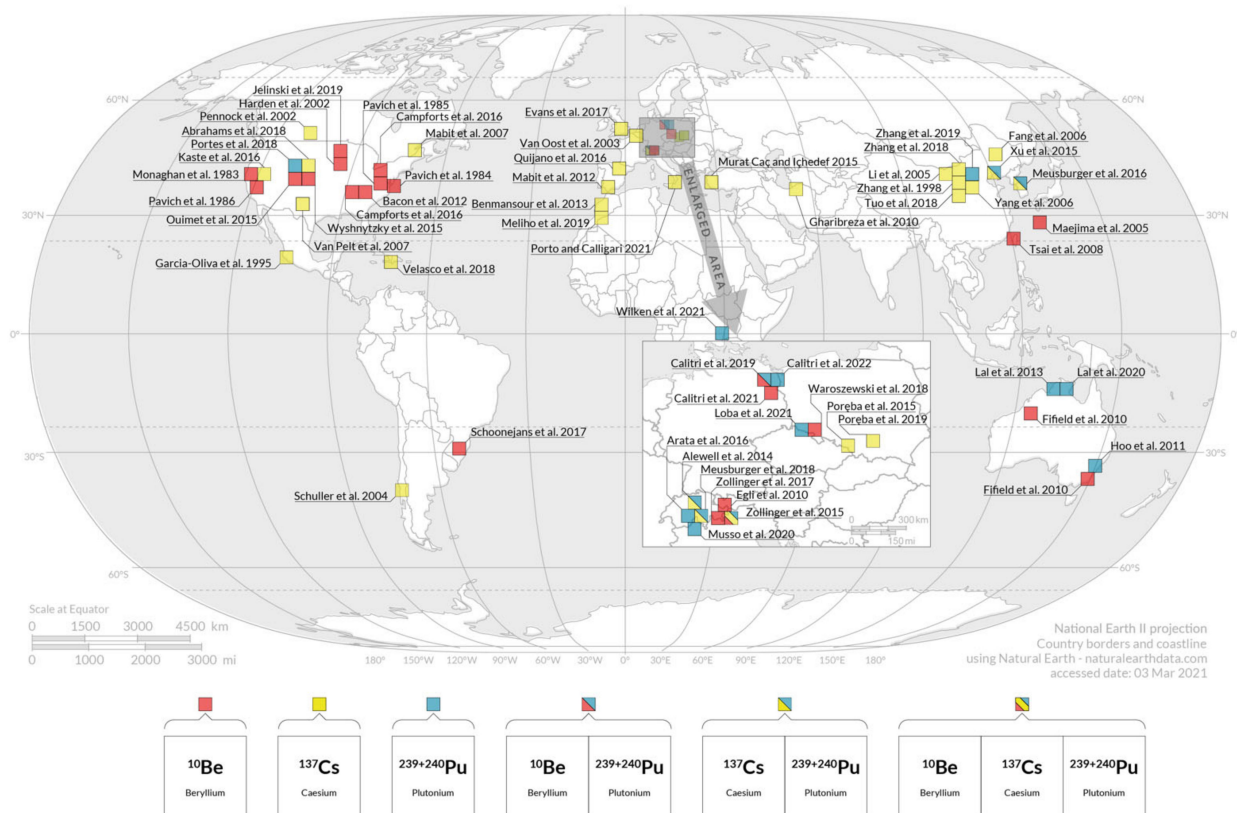 Jelinski et al. 2019
Harden et al. 2002
Pennock et al. 2002
Abrahams et al. 2018
Portes et al. 2018
Kaste et al. 2016
Monaghan et al. 1983
Pavich et al. 1986
Ouimet et al. 2015
Pavich et al. 1985
Campforts et al. 2016
Mabit et al. 2007
Pavich et al. 1984
Bacon et al. 2012
Campforts et al. 2016
Wyshnytzky et al. 2015
Van Pelt et al. 2007
Garcia-Oliva et al. 1995
Velasco et al. 2018
Evans et al. 2017
Van Oost et al. 2003
Quijano et al. 2016
Mabit et al. 2012
Benmansour et al. 2013
Meliho et al. 2019
Porto and Calligari 2021
Murat Caç and Içhedef 2015
Gharibreza et al. 2010
Zhang et al. 2019
Zhang et al. 2018
Li et al. 2005
Zhang et al. 1998
Tuo et al. 2018
Fang et al. 2006
Xu et al. 2015
Meusburger et al. 2016
Yang et al. 2006
Maejima et al. 2005
Tsai et al. 2008
ENLARGED AREA
Wilken et al. 2021
Calitri et al. 2019
Calitri et al. 2022
Calitri et al. 2021
Loba et al. 2021
Waroszewski et al. 2018
Poręba et al. 2015
Poręba et al. 2019
Arata et al. 2016
Alewell et al. 2014
Meusburger et al. 2018
Zollinger et al. 2017
Egli et al. 2010
Zollinger et al. 2015
Musso et al. 2020
0 300 km
0 150 mi
Schoonejans et al. 2017
Schuller et al. 2004
Lal et al. 2013
Lal et al. 2020
Fifield et al. 2010
Hoo et al. 2011
Fifield et al. 2010
60°N 60°N
30°N 30°N
0° 0°
30°S 30°S
60°S 60°S
Scale at Equator
0 1500 3000 4500 km
0 1000 2000 3000 mi
180° 150°W 120°W 90°W 60°W 30°W 0°W 30°E 60°E 90°E 120°E 150°E 180°
National Earth II projection
Country borders and coastline
using Natural Earth - naturalearthdata.com
accessed date: 03 Mar 2021
¹⁰Be ¹³⁷Cs ²³⁹⁺²⁴⁰Pu ¹⁰Be ²³⁹⁺²⁴⁰Pu ¹³⁷Cs ²³⁹⁺²⁴⁰Pu ¹⁰Be ¹³⁷Cs ²³⁹⁺²⁴⁰Pu
Beryllium Caesium Plutonium Beryllium Plutonium Caesium Plutonium Beryllium Caesium Plutonium